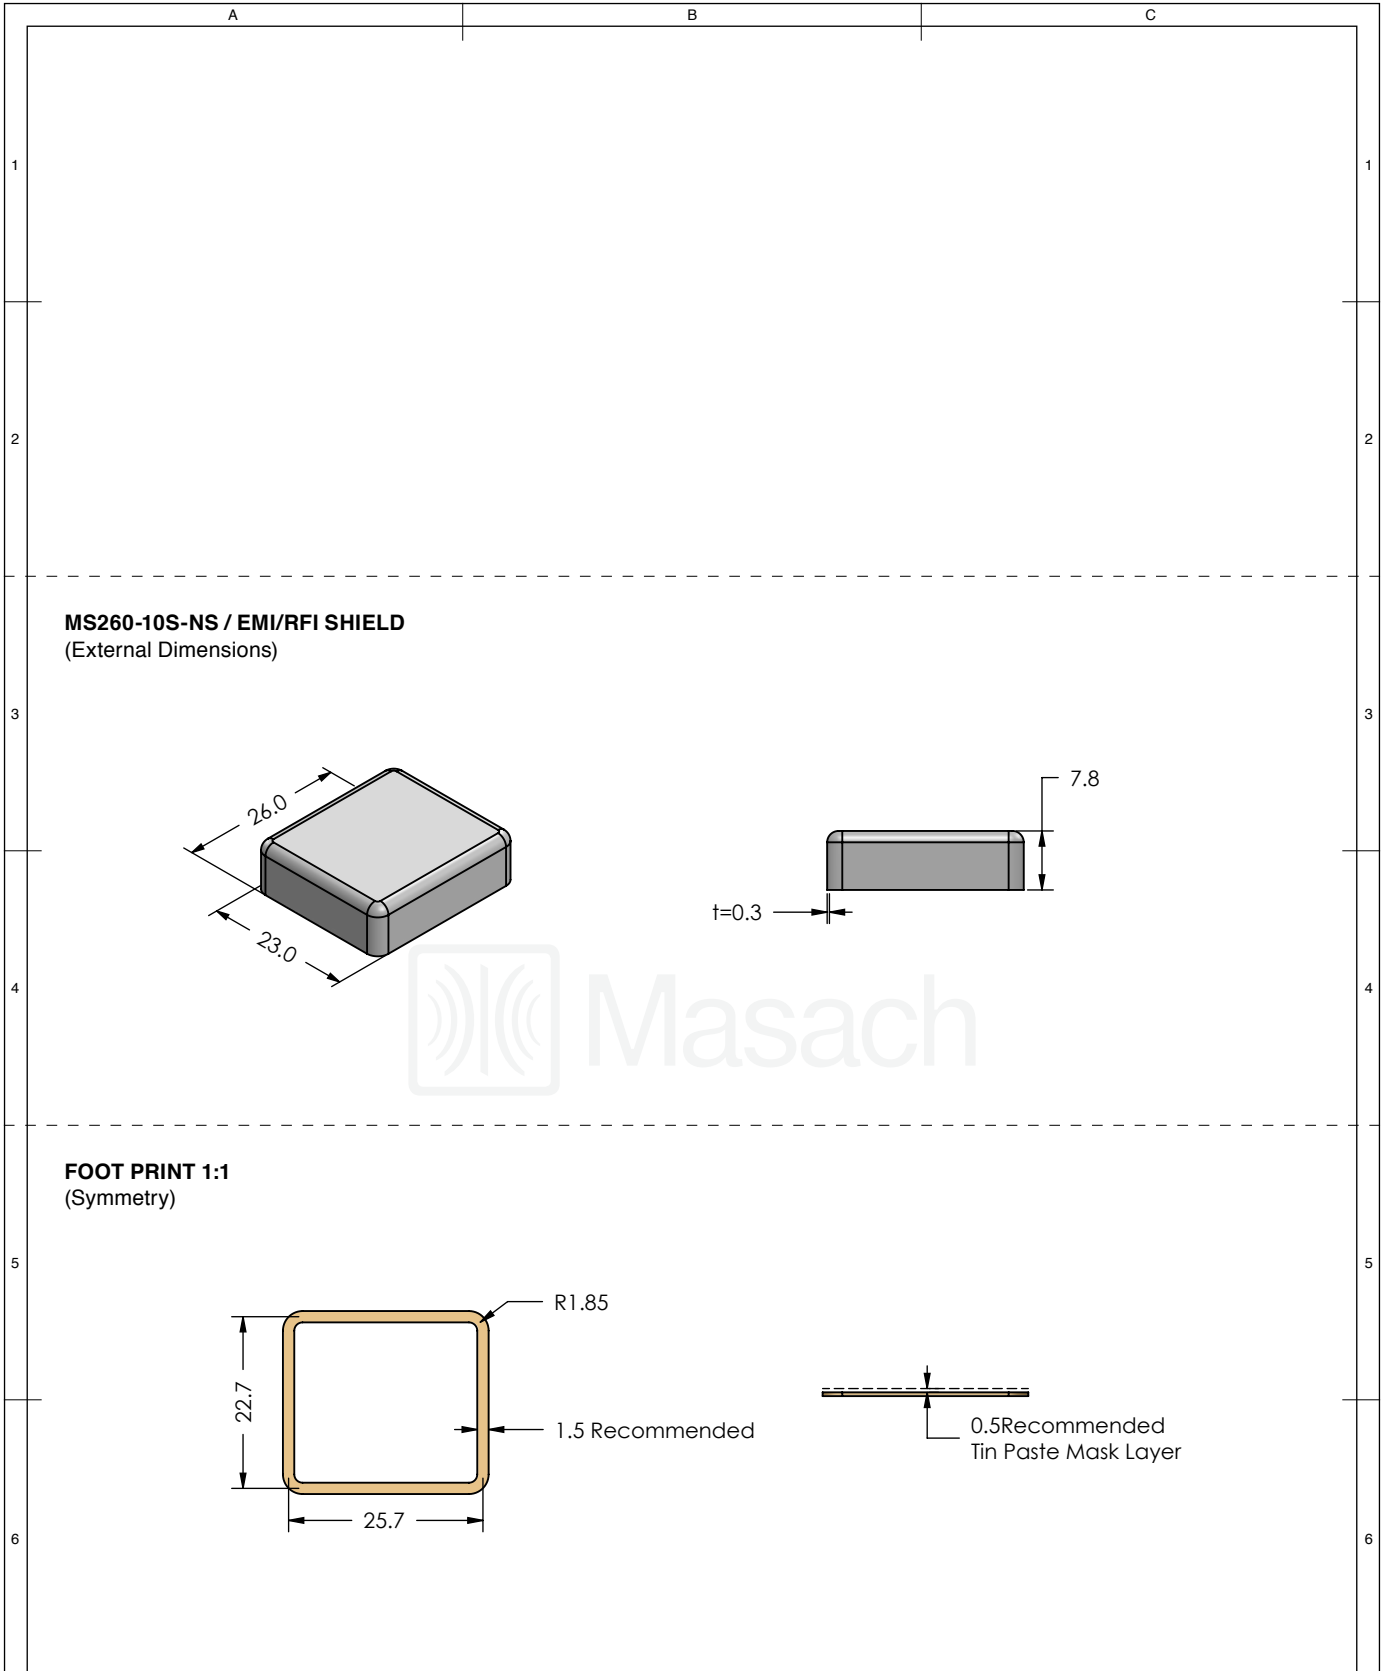 A B C
1 1
2 2
MS260-10S-NS / EMI/RFI SHIELD
(External Dimensions)
3 3
26.0
7.8
t=0.3
23.0
4 4
Masach
FOOT PRINT 1:1
(Symmetry)
5 5
R1.85
22.7
1.5 Recommended
0.5Recommended
Tin Paste Mask Layer
25.7
6 6